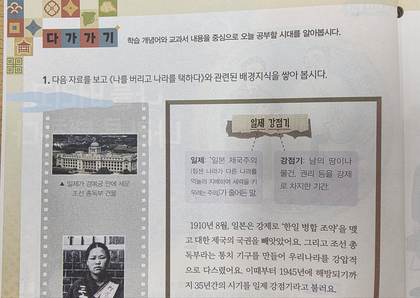 다가가기
학습 개념어와 교과서 내용을 중심으로 오늘 공부할 시대를 알아봅시다.
1. 다음 자료를 보고 <나를 버리고 나라를 택하다>와 관련된 배경지식을 쌓아 봅시다.
▲ 일제가 경복궁 안에 세운
조선 총독부 건물
일제 강점기
일제: '일본 제국주의
(힘센 나라가 다른 나라를
억눌러 지배하여 세력을 키
우려는 주의)'가 줄어든 말.
강점기: 남의 땅이나
물건, 권리 등을 강제
로 차지한 기간.
1910년 8월, 일본은 강제로 '한일 병합 조약'을 맺
고 대한 제국의 국권을 빼앗았어요. 그리고 조선 총
독부라는 통치 기구를 만들어 우리나라를 강압적
으로 다스렸어요. 이때부터 1945년에 해방되기까
지 35년간의 시기를 일제 강점기라고 불러요.